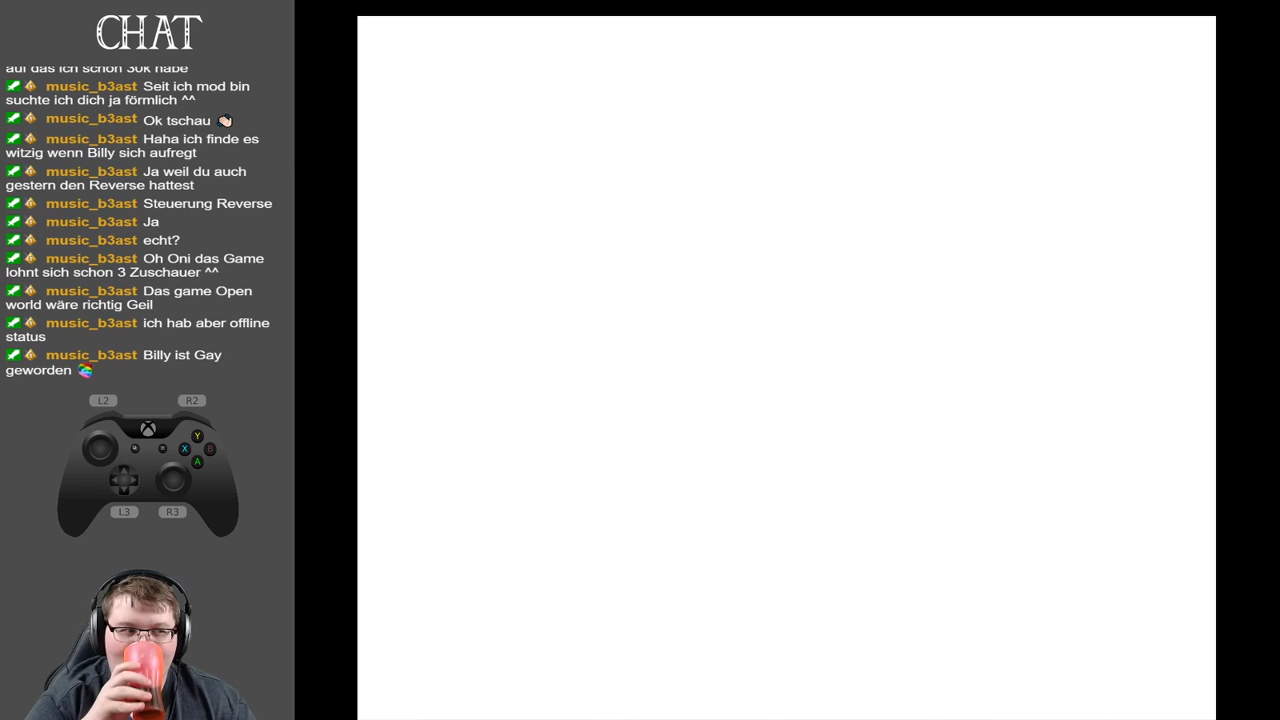 CHAT
auf das ich schon 30k habe
music_b3ast Seit ich mod bin
suchte ich dich ja förmlich ^^
music_b3ast Ok tschau
music_b3ast Haha ich finde es
witzig wenn Billy sich aufregt
music_b3ast Ja weil du auch
gestern den Reverse hattest
music_b3ast Steuerung Reverse
music_b3ast Ja
music_b3ast echt?
music_b3ast Oh Oni das Game
lohnt sich schon 3 Zuschauer ^^
music_b3ast Das game Open
world wäre richtig Geil
music_b3ast ich hab aber offline
status
music_b3ast Billy ist Gay
geworden
L2 R2
Y
X B
A
L3 R3